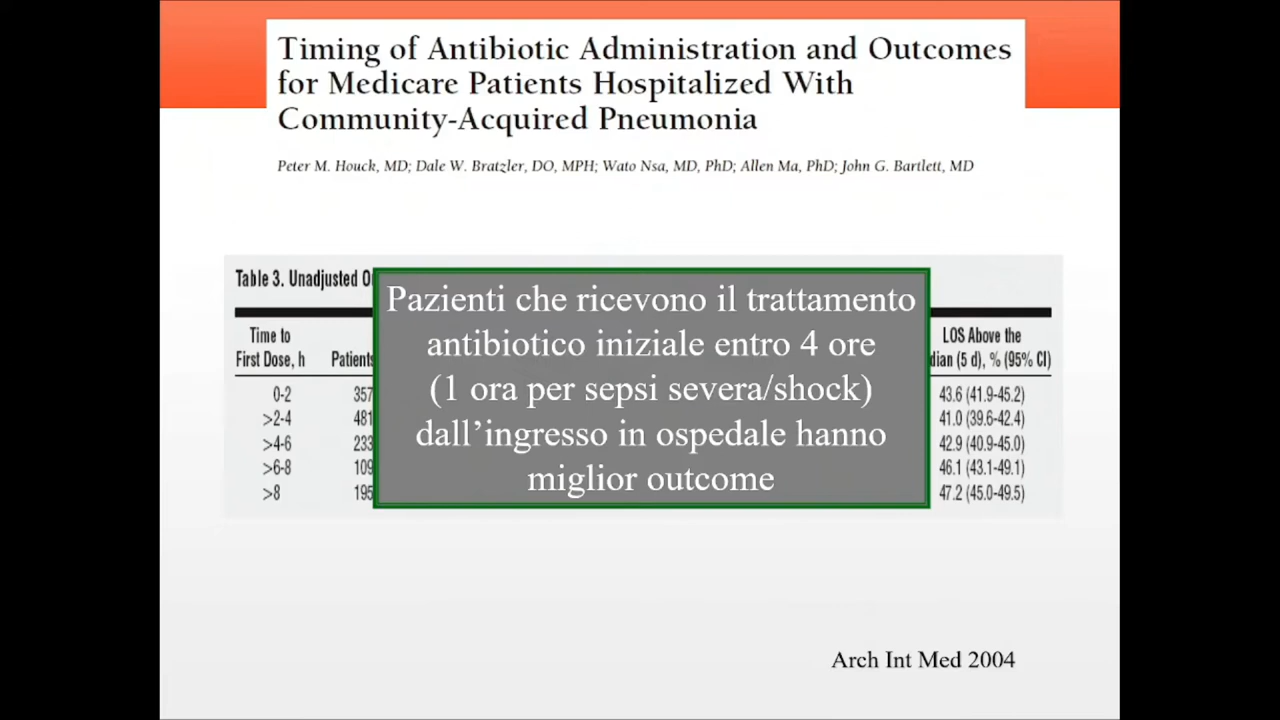 Timing of Antibiotic Administration and Outcomes
for Medicare Patients Hospitalized With
Community-Acquired Pneumonia
Peter M. Houck, MD; Dale W. Bratzler, DO, MPH; Wato Nsa, MD, PhD; Allen Ma, PhD; John G. Bartlett, MD
Table 3. Unadjusted
Pazienti che ricevono il trattamento
antibiotico iniziale entro 4 ore
(1 ora per sepsi severa/shock)
dall'ingresso in ospedale hanno
miglior outcome
Time to LOS Above the
First Dose, h Patients (5 d), % (95% CI)
0-2 357 43.6 (41.9-45.2)
>2-4 481 41.0 (39.6-42.4)
>4-6 233 42.9 (40.9-45.0)
>6-8 109 46.1 (43.1-49.1)
>8 195 47.2 (45.0-49.5)
Arch Int Med 2004